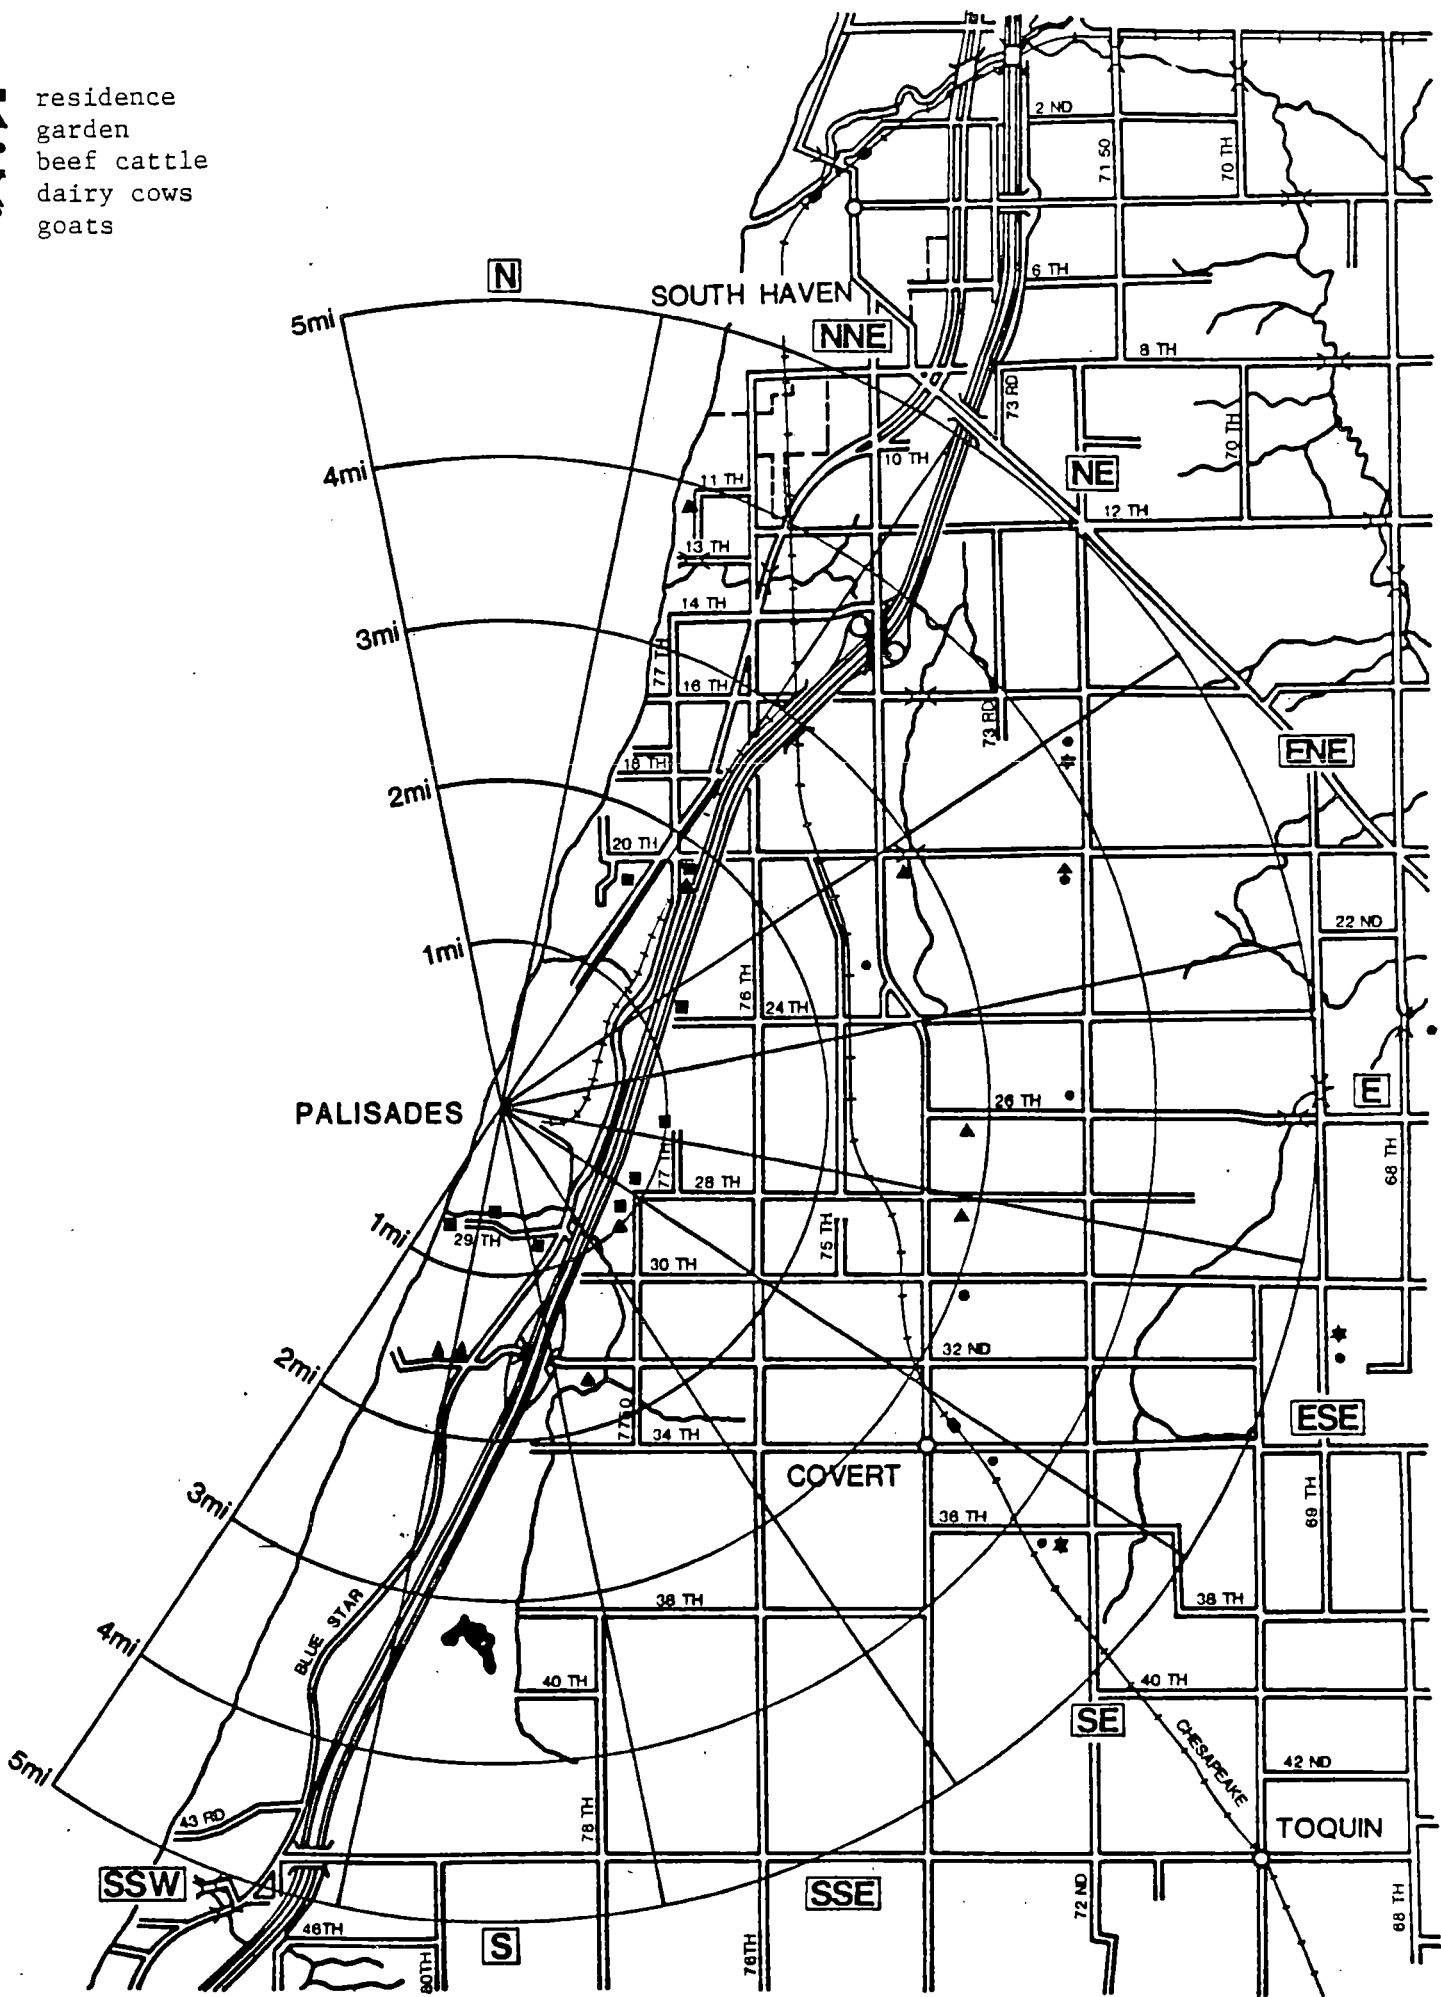 residence
garden
beef cattle
dairy cows
goats
2 ND
71 50
70 TH
N
6 TH
SOUTH HAVEN
5mi
NNE
8 TH
73 RD
70 TH
4mi
10 TH
NE
11 TH
12 TH
13 TH
14 TH
3mi
77 TH
16 TH
73 RD
ENE
18 TH
2mi
20 TH
22 ND
1mi
76 TH
24 TH
E
PALISADES
26 TH
77 TH
28 TH
68 TH
1mi
29 TH
75 TH
30 TH
32 ND
2mi
ESE
77 50
34 TH
COVERT
3mi
69 TH
36 TH
BLUE STAR
38 TH
38 TH
4mi
40 TH
40 TH
SE
CHESAPEAKE
42 ND
5mi
43 RD
78 TH
TOQUIN
SSW
SSE
72 ND
68 TH
46TH
S
80TH
76TH